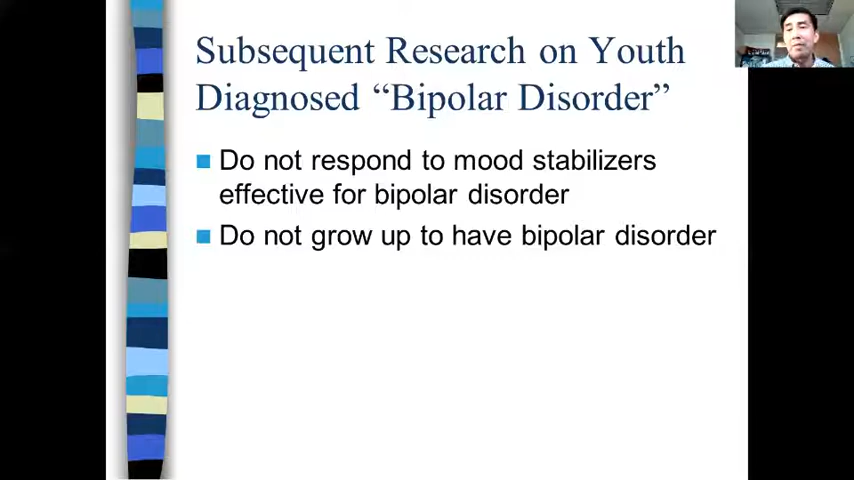 Subsequent Research on Youth
Diagnosed “Bipolar Disorder”
Do not respond to mood stabilizers
effective for bipolar disorder
Do not grow up to have bipolar disorder